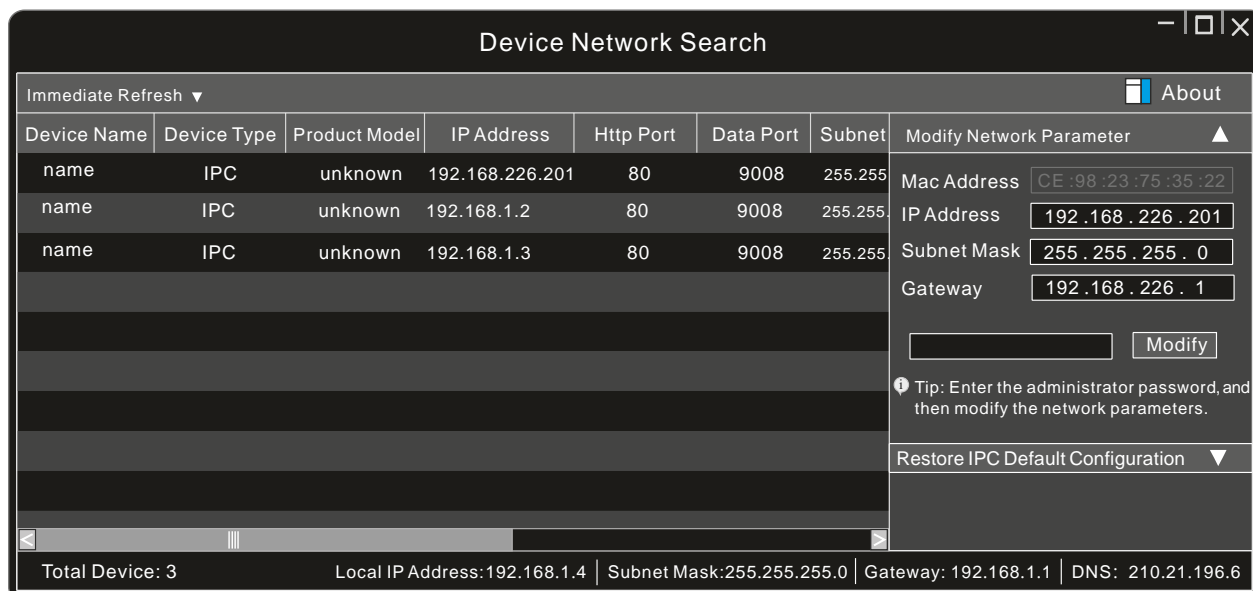 Device Network Search
Immediate Refresh ▼
About
Device Name Device Type Product Model IP Address Http Port Data Port Subnet
name IPC unknown 192.168.226.201 80 9008 255.255
name IPC unknown 192.168.1.2 80 9008 255.255.
name IPC unknown 192.168.1.3 80 9008 255.255.
Modify Network Parameter ▲
Mac Address CE:98:23:75:35:22
IP Address 192.168.226.201
Subnet Mask 255.255.255.0
Gateway 192.168.226.1
Modify
Tip: Enter the administrator password, and
then modify the network parameters.
Restore IPC Default Configuration ▼
Total Device: 3 Local IP Address:192.168.1.4 Subnet Mask:255.255.255.0 Gateway: 192.168.1.1 DNS: 210.21.196.6